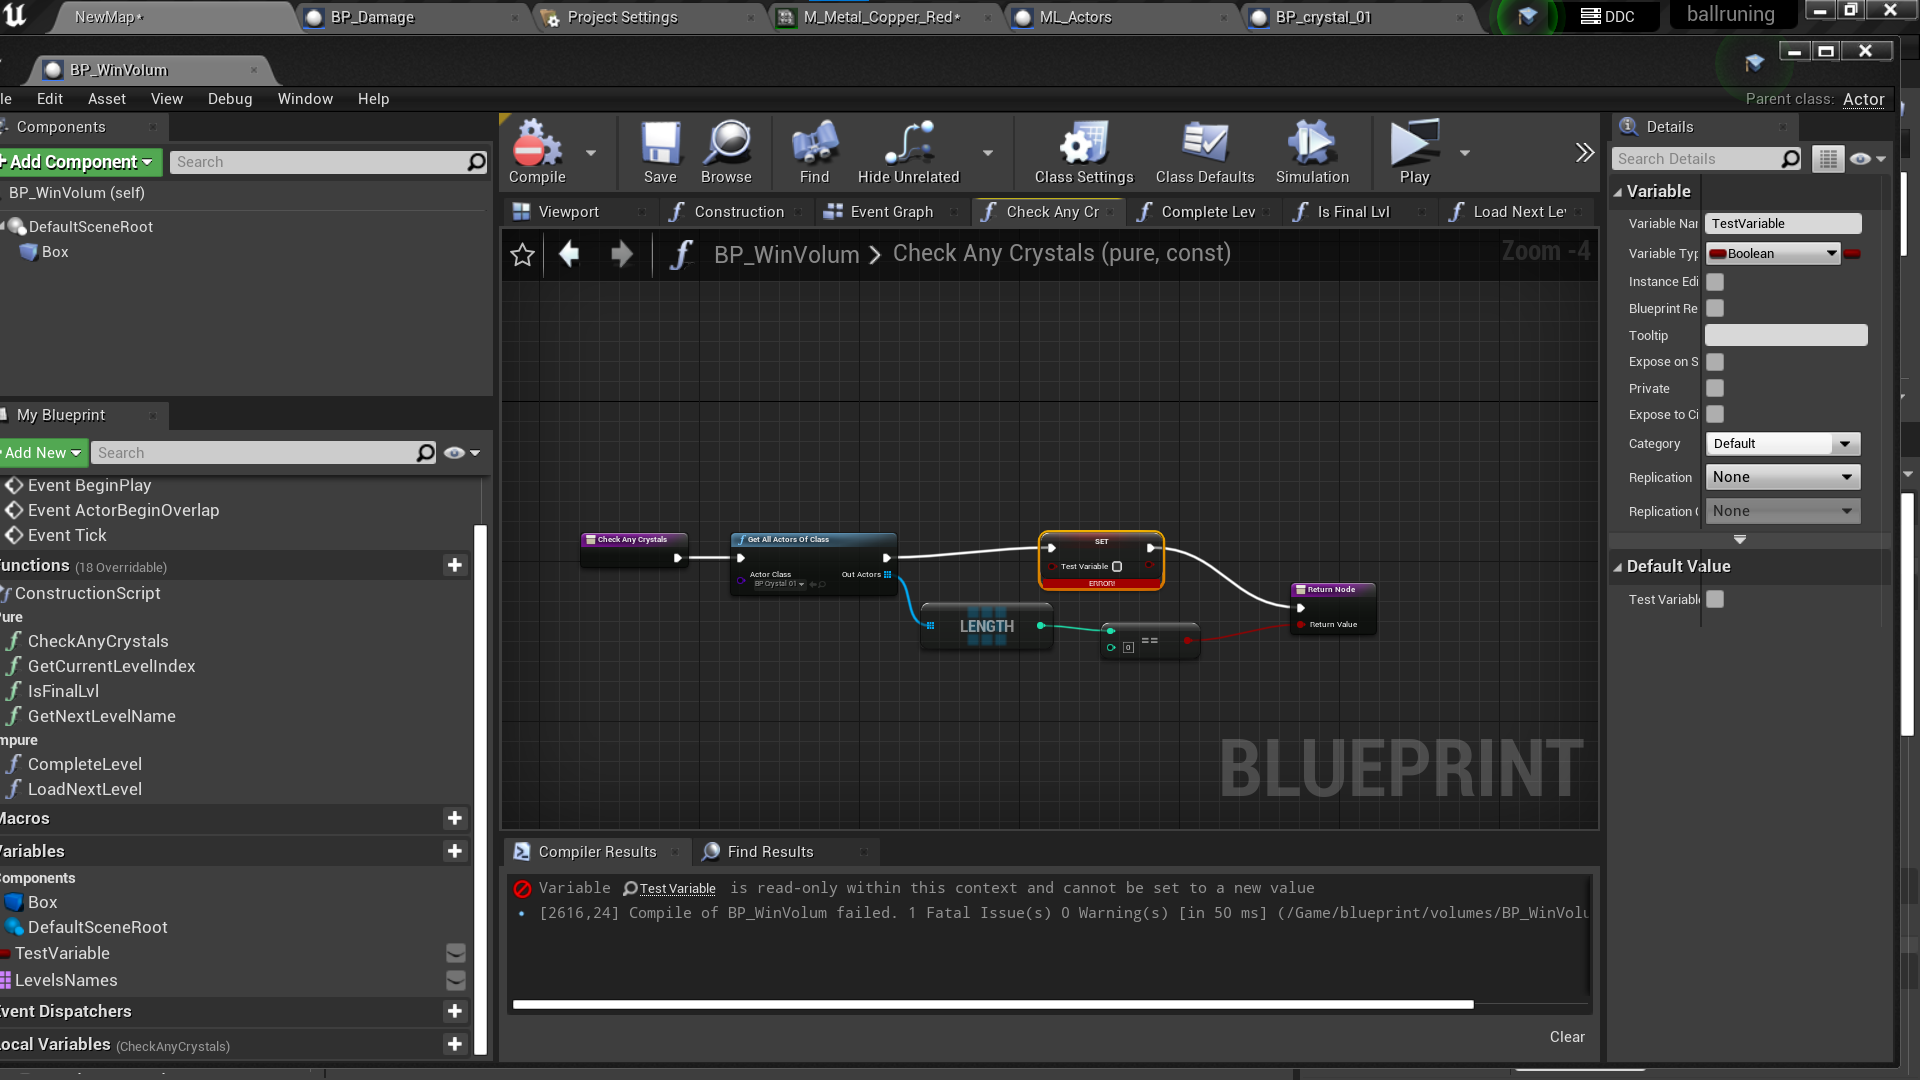 NewMap*
BP_Damage
Project Settings
M_Metal_Copper_Red*
ML_Actors
BP_crystal_01
DDC
ballruning
BP_WinVolum
le
Edit
Asset
View
Debug
Window
Help
Parent class: Actor
Components
Add Component
Search
BP_WinVolum (self)
DefaultSceneRoot
Box
My Blueprint
Add New
Search
Event BeginPlay
Event ActorBeginOverlap
Event Tick
unctions (18 Overridable)
ConstructionScript
Pure
CheckAnyCrystals
GetCurrentLevelIndex
IsFinalLvl
GetNextLevelName
mpure
CompleteLevel
LoadNextLevel
Macros
Variables
Components
Box
DefaultSceneRoot
TestVariable
LevelsNames
vent Dispatchers
ocal Variables (CheckAnyCrystals)
Compile
Save
Browse
Find
Hide Unrelated
Class Settings
Class Defaults
Simulation
Play
Viewport
Construction
Event Graph
Check Any Cr
Complete Lev
Is Final Lvl
Load Next Le
BP_WinVolum > Check Any Crystals (pure, const)
Zoom -4
Check Any Crystals
Get All Actors Of Class
Actor Class
BP Crystal 01
Out Actors
LENGTH
SET
Test Variable
ERROR!
0
==
Return Node
Return Value
BLUEPRINT
Compiler Results
Find Results
Variable TestVariable is read-only within this context and cannot be set to a new value
[2616,24] Compile of BP_WinVolum failed. 1 Fatal Issue(s) 0 Warning(s) [in 50 ms] (/Game/blueprint/volumes/BP_WinVolu
Clear
Details
Search Details
Variable
Variable Na
TestVariable
Variable Typ
Boolean
Instance Edi
Blueprint Re
Tooltip
Expose on S
Private
Expose to Ci
Category
Default
Replication
None
Replication
None
Default Value
Test Variabl